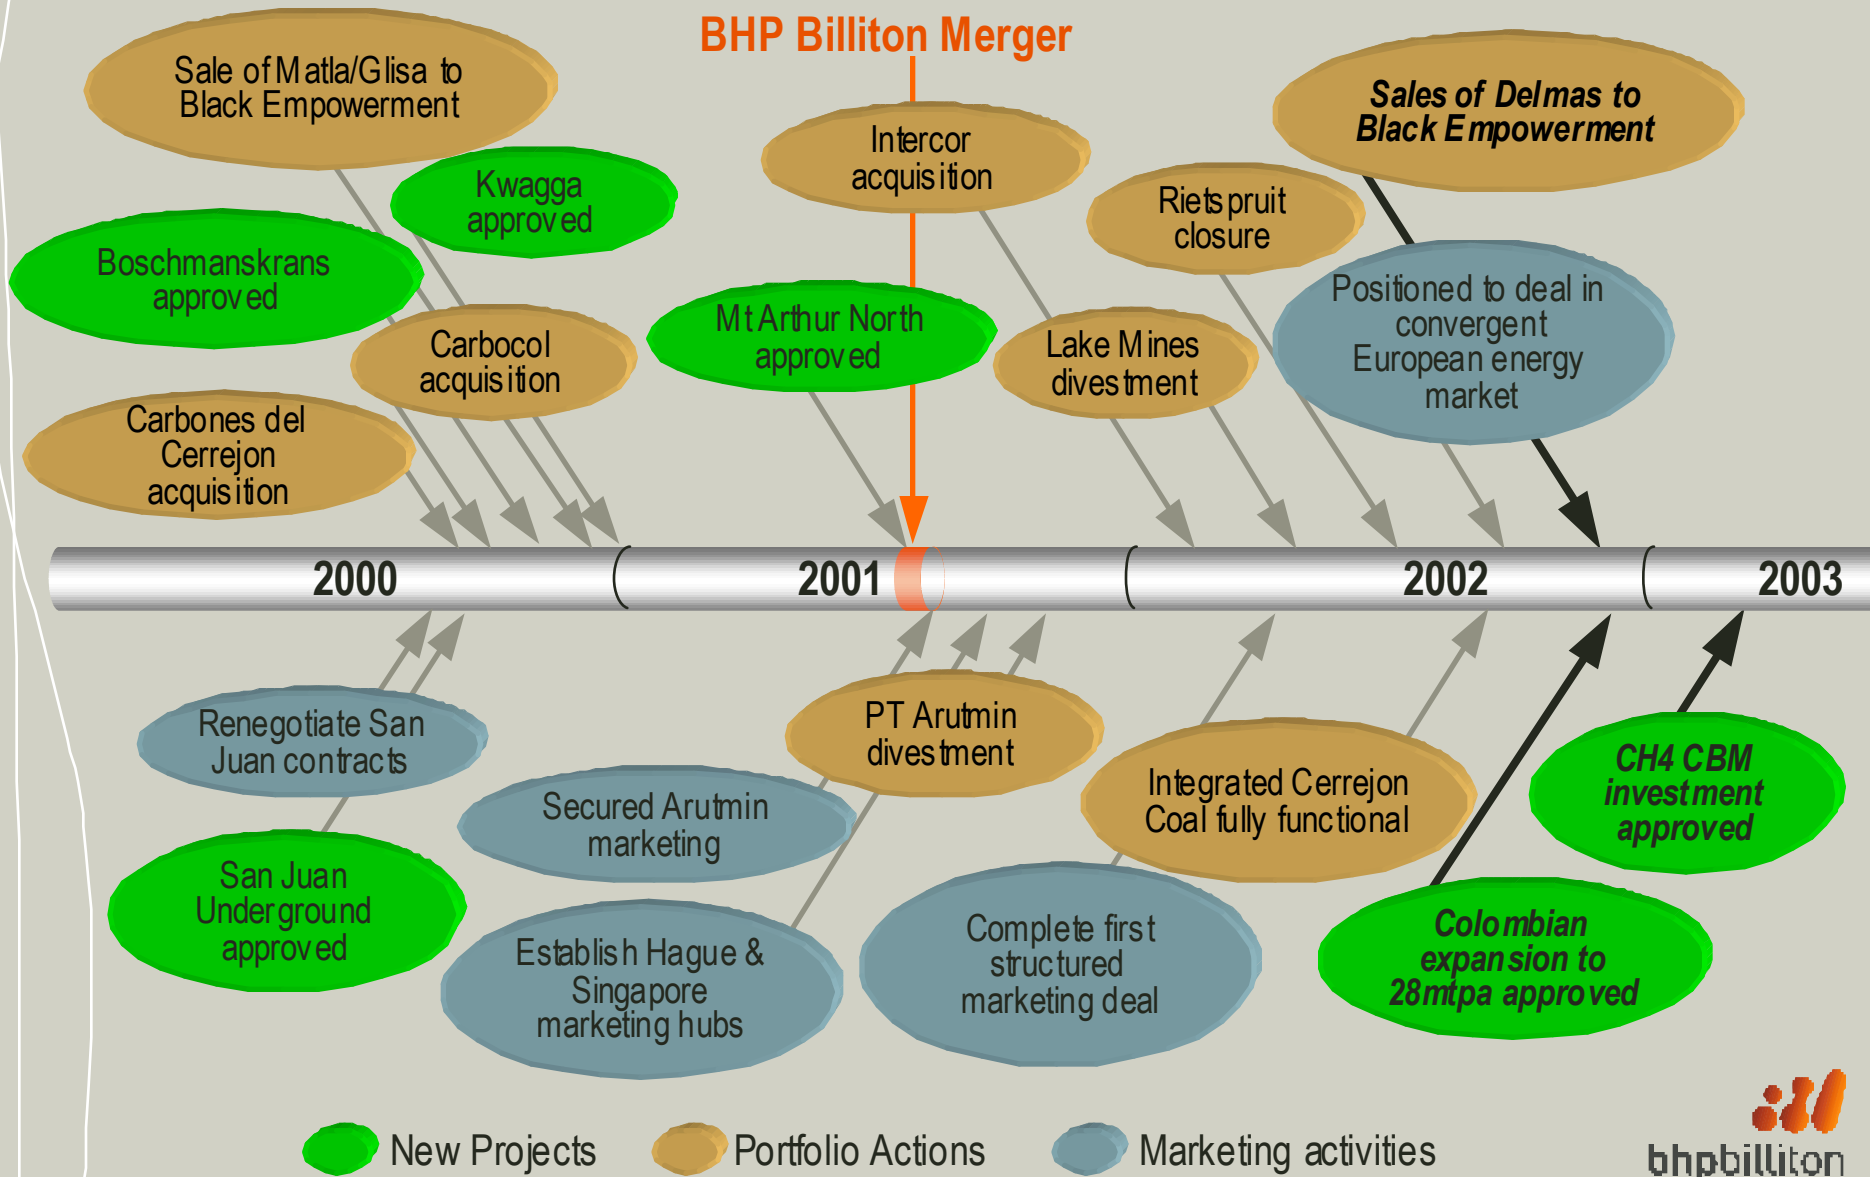 BHP Billiton Merger
Sale of Matla/Glisa to
Black Empowerment
Kwagga
approved
Boschmanskrans
approved
Carbocol
acquisition
Carbones del
Cerrejon
acquisition
Intercor
acquisition
Mt Arthur North
approved
Lake Mines
divestment
Rietspruit
closure
Sales of Delmas to
Black Empowerment
Positioned to deal in
convergent
European energy
market
2000
2001
2002
2003
Renegotiate San
Juan contracts
San Juan
Underground
approved
Secured Arutmin
marketing
Establish Hague &
Singapore
marketing hubs
PT Arutmin
divestment
Complete first
structured
marketing deal
Integrated Cerrejon
Coal fully functional
Colombian
expansion to
28mtpa approved
CH4 CBM
investment
approved
New Projects
Portfolio Actions
Marketing activities
bhpbilliton